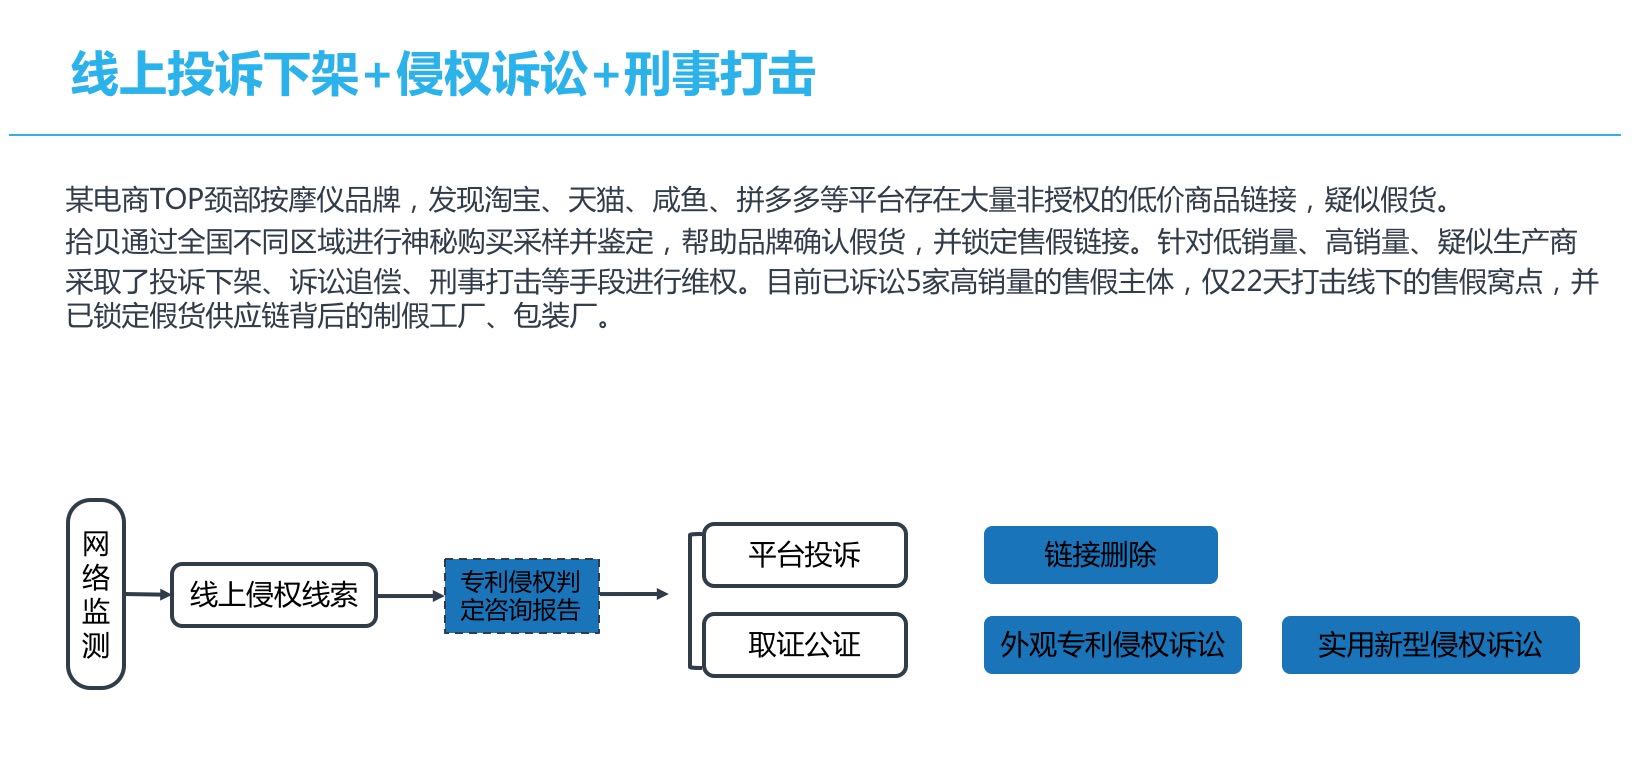 线上投诉下架+侵权诉讼+刑事打击
某电商TOP颈部按摩仪品牌，发现淘宝、天猫、咸鱼、拼多多等平台存在大量非授权的低价商品链接，疑似假货。
拾贝通过全国不同区域进行神秘购买采样并鉴定，帮助品牌确认假货，并锁定售假链接。针对低销量、高销量、疑似生产商
采取了投诉下架、诉讼追偿、刑事打击等手段进行维权。目前已诉讼5家高销量的售假主体，仅22天打击线下的售假窝点，并
已锁定假货供应链背后的制假工厂、包装厂。
网
络
监
测
线上侵权线索
专利侵权判
定咨询报告
平台投诉
链接删除
取证公证
外观专利侵权诉讼
实用新型侵权诉讼